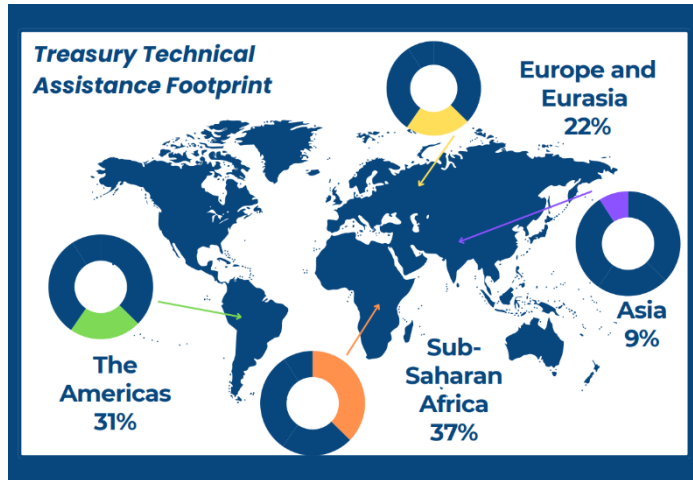 Treasury Technical
Assistance Footprint
Europe and
Eurasia
22%
Asia
9%
The
Americas
31%
Sub-
Saharan
Africa
37%